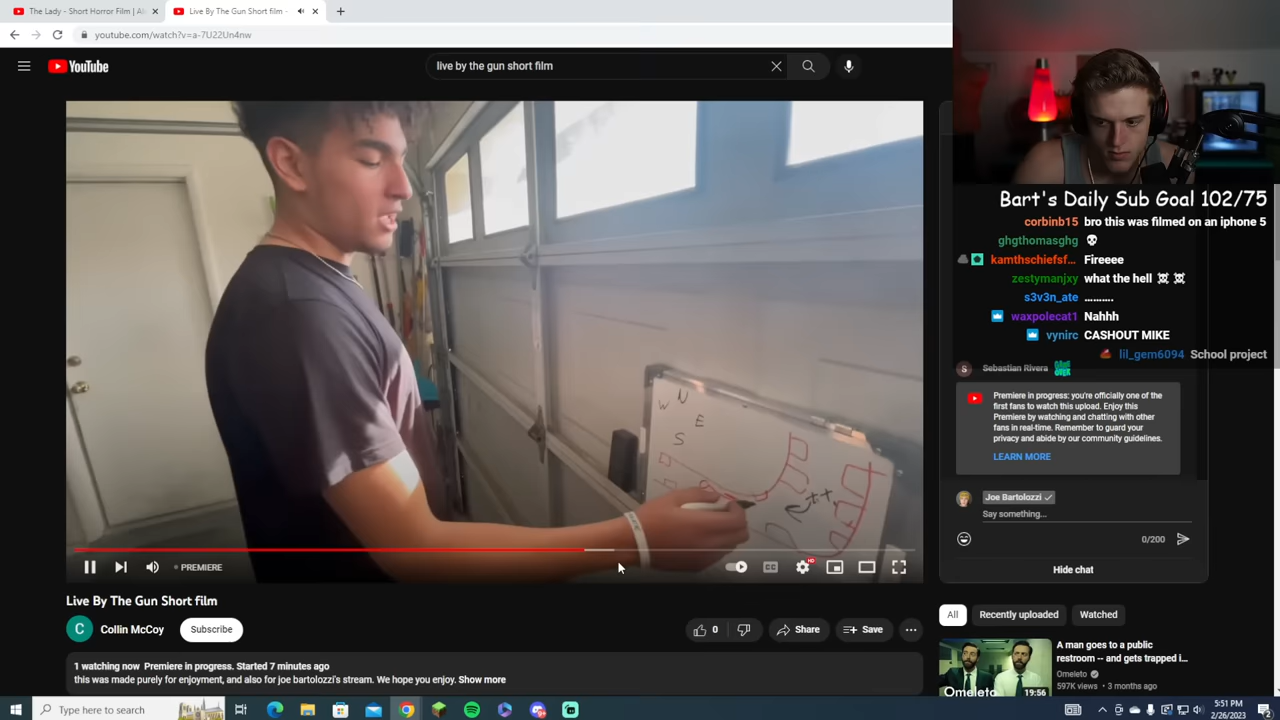 The Lady - Short Horror Film | Al
Live By The Gun Short film -
youtube.com/watch?v=a-7U22Un4nw
YouTube
live by the gun short film
Bart's Daily Sub Goal 102/75
corbinb15 bro this was filmed on an iphone 5
ghgthomasghg 💀
kamthschiefsf... Fireeee
zestymanjxy what the hell ☠️ ☠️
s3v3n_ate ..........
waxpolecat1 Nahhh
vynirc CASHOUT MIKE
lil_gem6094 School project
S Sebastian Rivera
Premiere in progress: you're officially one of the
first fans to watch this upload. Enjoy this
Premiere by watching and chatting with other
fans in real-time. Remember to guard your
privacy and abide by our community guidelines.
LEARN MORE
Joe Bartolozzi
Say something...
0/200
Hide chat
N
W E
S
PREMIERE
CC
HD
Live By The Gun Short film
C Collin McCoy Subscribe
0 Share Save
1 watching now Premiere in progress. Started 7 minutes ago
this was made purely for enjoyment, and also for joe bartolozzi's stream. We hope you enjoy. Show more
All Recently uploaded Watched
A man goes to a public
restroom -- and gets trapped i...
Omeleto
597K views • 3 months ago
Omeleto
19:56
Type here to search
5:51 PM
2/26/2023
2